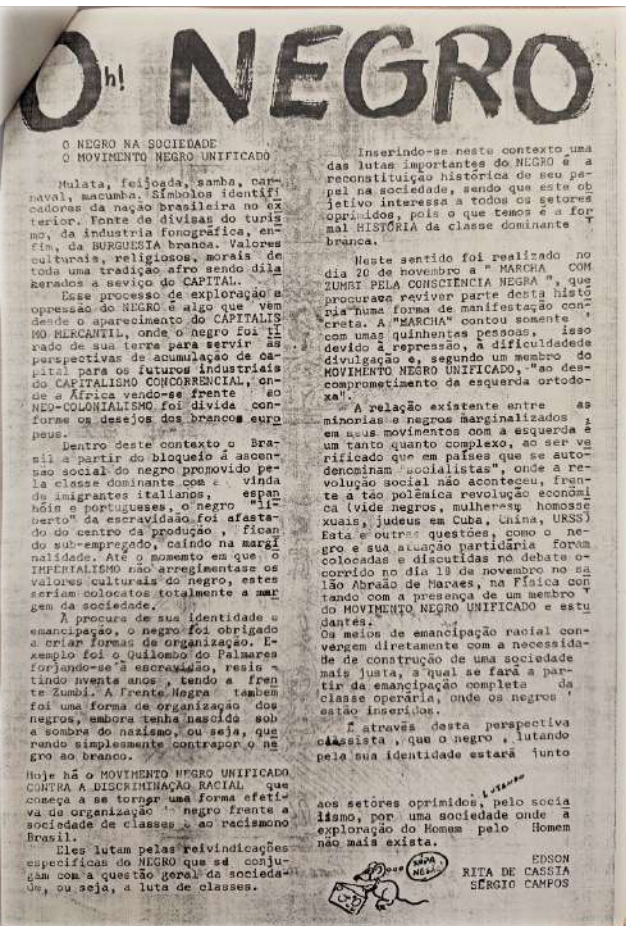 Oh! NEGRO
O NEGRO NA SOCIEDADE
O MOVIMENTO NEGRO UNIFICADO
Mulata, feijoada, samba, car-
naval, macumba. Símbolos identifi
cadores da nação brasileira no ex
terior. Fonte de divisas do turis
mo, da industria fonográfica, en-
fim, da BURGUESIA branca. Valores
culturais, religiosos, morais de
toda uma tradição afro sendo dila
kerados a seviço do CAPITAL.
Esse processo de exploração e
opressão do NEGRO é algo que vem
desde o aparecimento do CAPITALIS
MO MERCANTIL, onde o negro foi ti
rado de sua terra para servir as
perspectivas de acumulação de ca-
pital para os futuros industriais
do CAPITALISMO CONCORRENCIAL, on-
de a África vendo-se frente ao
NEO-COLONIALISMO foi divida con-
forme os desejos dos brancos euro
peus.
Dentro deste contexto o Bra-
sil a partir do bloqueio à ascen-
são social do negro promovido pe-
la classe dominante com a vinda
de imigrantes italianos, espan
hóis e portugueses, o negro "li-
berto" da escravidaão foi afasta-
do do centro da produção , fican
do sub-empregado, caindo na margi
nalidade. Até o momemto em que o
IMPERIALISMO não arregimentase os
valores culturais do negro, estes
seriam colocatos totalmente a mar
gem da sociedade.
À procura de sua identidade e
emancipação, o negro foi obrigado
a criar formas de organização. E-
xemplo foi o Qilombo do Palmares
forjando-se à escravidão, resis -
tindo nventa anos , tendo a fren
te Zumbi. A Frente Negra tambem
foi uma forma de organização dos
negros, embora tenha nascido sob
a sombra do nazismo, ou seja, que
rendo simplesmente contrapor o ne
gro ao branco.
Hoje há o MOVIMENTO NEGRO UNIFICADO
CONTRA A DISCRIMINAÇÃO RACIAL que
começa a se tornar uma forma efeti-
va de organização negro frente a
sociedade de classes e ao racismono
Brasil.
Eles lutam pelas reivindicações
especificas do NEGRO que se conju-
gam com a questão geral da socieda-
de, ou seja, a luta de classes.
Inserindo-se neste contexto uma
das lutas importantes do NEGRO é a
reconstituição histórica de seu pa-
pel na sociedade, sendo que este ob
jetivo interessa a todos os setores
oprimidos, pois o que temos é a for
mal HISTÓRIA da classe dominante
branca.
Neste sentido foi realizado no
dia 20 de novembro a " MARCHA COM
ZUMBI PELA CONSCIÊNCIA NEGRA ", que
procurava reviver parte desta histó
ria numa forma de manifestação con-
creta. A "MARCHA" contou somente
com umas quinhentas pessoas, isso
devido à repressão, a dificuldadede
divulgação e, segundo um membro do
MOVIMENTO NEGRO UNIFICADO, "ao des-
comprometimento da esquerda ortodo-
xa".
A relação existente entre as
minorias e negros marginalizados ,
em seus movimentos com a esquerda é
um tanto quanto complexo, ao ser ve
rificado que em países que se auto-
denominam "socialistas", onde a re-
volução social não aconteceu, fren-
te a tão polêmica revolução econômi
ca (vide negros, mulheresm homosse
xuais, judeus em Cuba, China, URSS)
Esta e outras questões, como o ne-
gro e sua atuação partidária foram
colocadas e discutidas no debate o-
corrido no dia 19 de novembro no sa
lão Abraão de Moraes, na Física con
tando com a presença de um membro
do MOVIMENTO NEGRO UNIFICADO e estu
dantes.
Os meios de emancipação racial con-
vergem diretamente com a necessida-
de de construção de uma sociedade
mais justa, a qual se fará a par-
tir da emancipação completa da
classe operária, onde os negros
estão inseridos.
É através desta perspectiva
classista , que o negro , lutando
pela sua identidade estará junto
LUTANDO
aos setores oprimidos, pelo socia
lismo, por uma sociedade onde a
exploração do Homem pelo Homem
não mais exista.
EDSON
RITA DE CASSIA
SÉRGIO CAMPOS